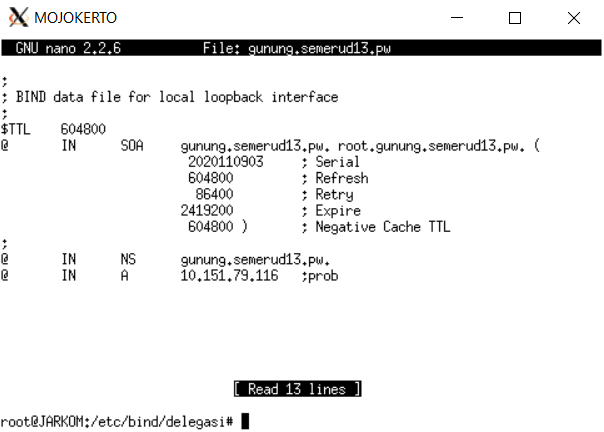 MOJOKERTO
GNU nano 2.2.6 File: gunung.semerud13.pw
;
; BIND data file for local loopback interface
;
$TTL 604800
@ IN SOA gunung.semerud13.pw. root.gunung.semerud13.pw. (
2020110903 ; Serial
604800 ; Refresh
86400 ; Retry
2419200 ; Expire
604800 ) ; Negative Cache TTL
;
@ IN NS gunung.semerud13.pw.
@ IN A 10.151.79.116 ;prob
[ Read 13 lines ]
root@JARKOM:/etc/bind/delegasi#